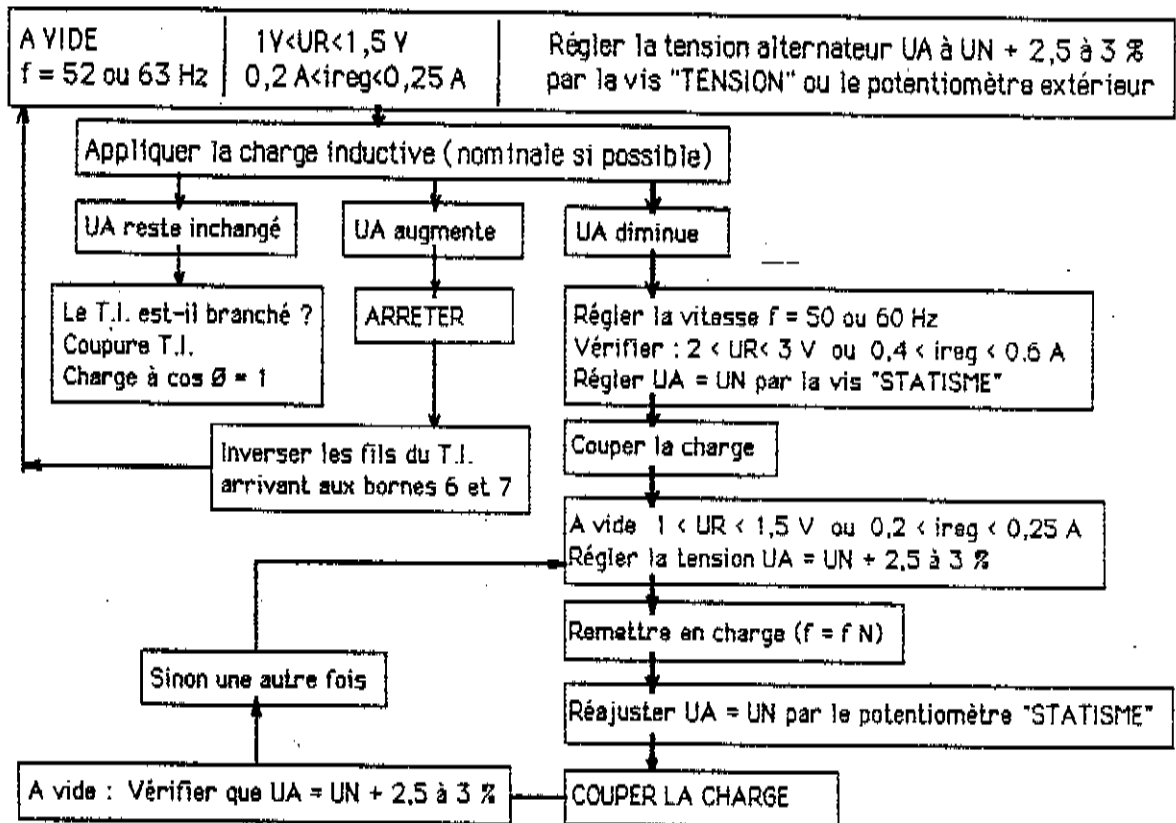 A VIDE
f = 52 ou 63 Hz
1V<UR<1,5 V
0,2 A<ireg<0,25 A
Régler la tension alternateur UA à UN + 2,5 à 3 %
par la vis "TENSION" ou le potentiomètre extérieur
Appliquer la charge inductive (nominale si possible)
UA reste inchangé
UA augmente
UA diminue
Le T.I. est-il branché ?
Coupure T.I.
Charge à cos Ø = 1
ARRETER
Régler la vitesse f = 50 ou 60 Hz
Vérifier : 2 < UR< 3 V ou 0,4 < ireg < 0.6 A
Régler UA = UN par la vis "STATISME"
Inverser les fils du T.I.
arrivant aux bornes 6 et 7
Couper la charge
A vide 1 < UR < 1,5 V ou 0,2 < ireg < 0,25 A
Régler la tension UA = UN + 2,5 à 3 %
Remettre en charge (f = f N)
Sinon une autre fois
Réajuster UA = UN par le potentiomètre "STATISME"
A vide : Vérifier que UA = UN + 2,5 à 3 %
COUPER LA CHARGE